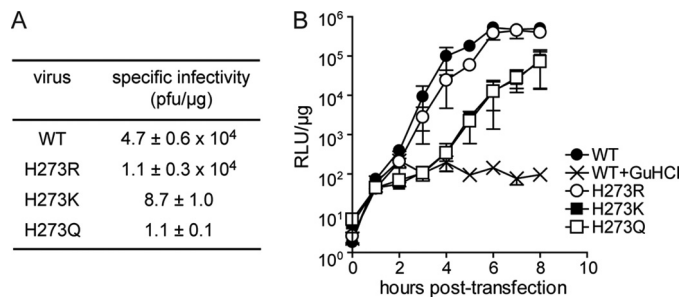 A
virus specific infectivity
(pfu/µg)
WT 4.7 ± 0.6 x 10⁴
H273R 1.1 ± 0.3 x 10⁴
H273K 8.7 ± 1.0
H273Q 1.1 ± 0.1
B
RLU/µg
10⁶
10⁵
10⁴
10³
10²
10¹
10⁰
0 2 4 6 8 10
hours post-transfection
WT
WT+GuHCl
H273R
H273K
H273Q